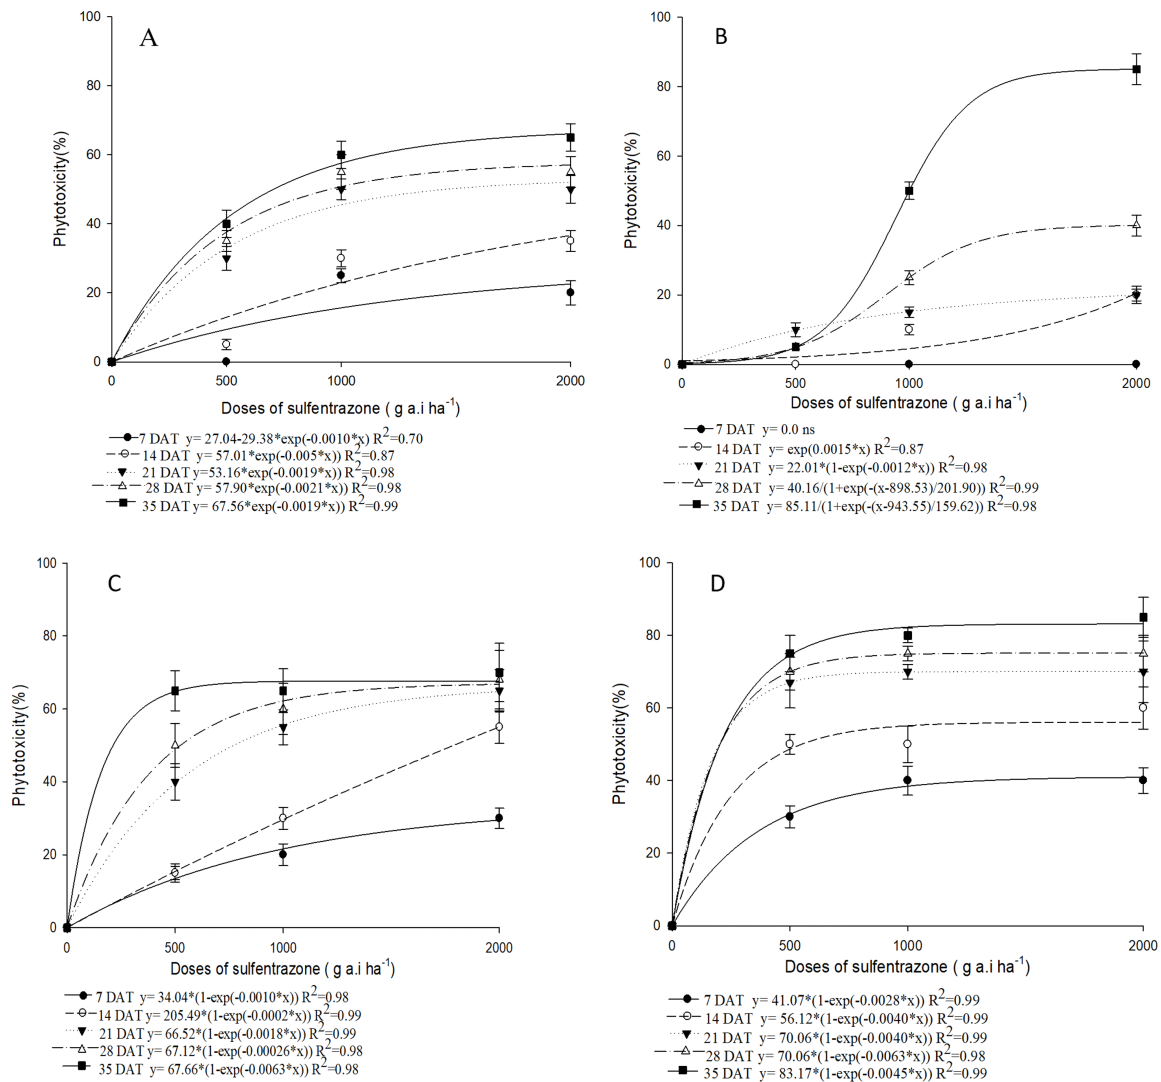 A
100
80
60
40
20
0
Phytotoxicity(%)
0 500 1000 2000
Doses of sulfentrazone ( g a.i ha-1)
7 DAT y= 27.04-29.38*exp(-0.0010*x) R2=0.70
14 DAT y= 57.01*exp(-0.005*x)) R2=0.87
21 DAT y=53.16*exp(-0.0019*x)) R2=0.98
28 DAT y= 57.90*exp(-0.0021*x)) R2=0.98
35 DAT y= 67.56*exp(-0.0019*x)) R2=0.99
B
100
80
60
40
20
0
Phytotoxicity(%)
0 500 1000 2000
Doses of sulfentrazone ( g a.i ha-1)
7 DAT y= 0.0 ns
14 DAT y= exp(0.0015*x) R2=0.87
21 DAT y= 22.01*(1-exp(-0.0012*x)) R2=0.98
28 DAT y= 40.16/(1+exp(-(x-898.53)/201.90)) R2=0.99
35 DAT y= 85.11/(1+exp(-(x-943.55)/159.62)) R2=0.98
C
100
80
60
40
20
0
Phytotoxicity(%)
0 500 1000 2000
Doses of sulfentrazone ( g a.i ha-1)
7 DAT y= 34.04*(1-exp(-0.0010*x)) R2=0.98
14 DAT y= 205.49*(1-exp(-0.0002*x)) R2=0.99
21 DAT y= 66.52*(1-exp(-0.0018*x)) R2=0.99
28 DAT y= 67.12*(1-exp(-0.00026*x)) R2=0.98
35 DAT y= 67.66*(1-exp(-0.0063*x)) R2=0.98
D
100
80
60
40
20
0
Phytotoxicity(%)
0 500 1000 2000
Doses of sulfentrazone ( g a.i ha-1)
7 DAT y= 41.07*(1-exp(-0.0028*x)) R2=0.99
14 DAT y= 56.12*(1-exp(-0.0040*x)) R2=0.99
21 DAT y= 70.06*(1-exp(-0.0040*x)) R2=0.99
28 DAT y= 70.06*(1-exp(-0.0063*x)) R2=0.98
35 DAT y= 83.17*(1-exp(-0.0045*x)) R2=0.99